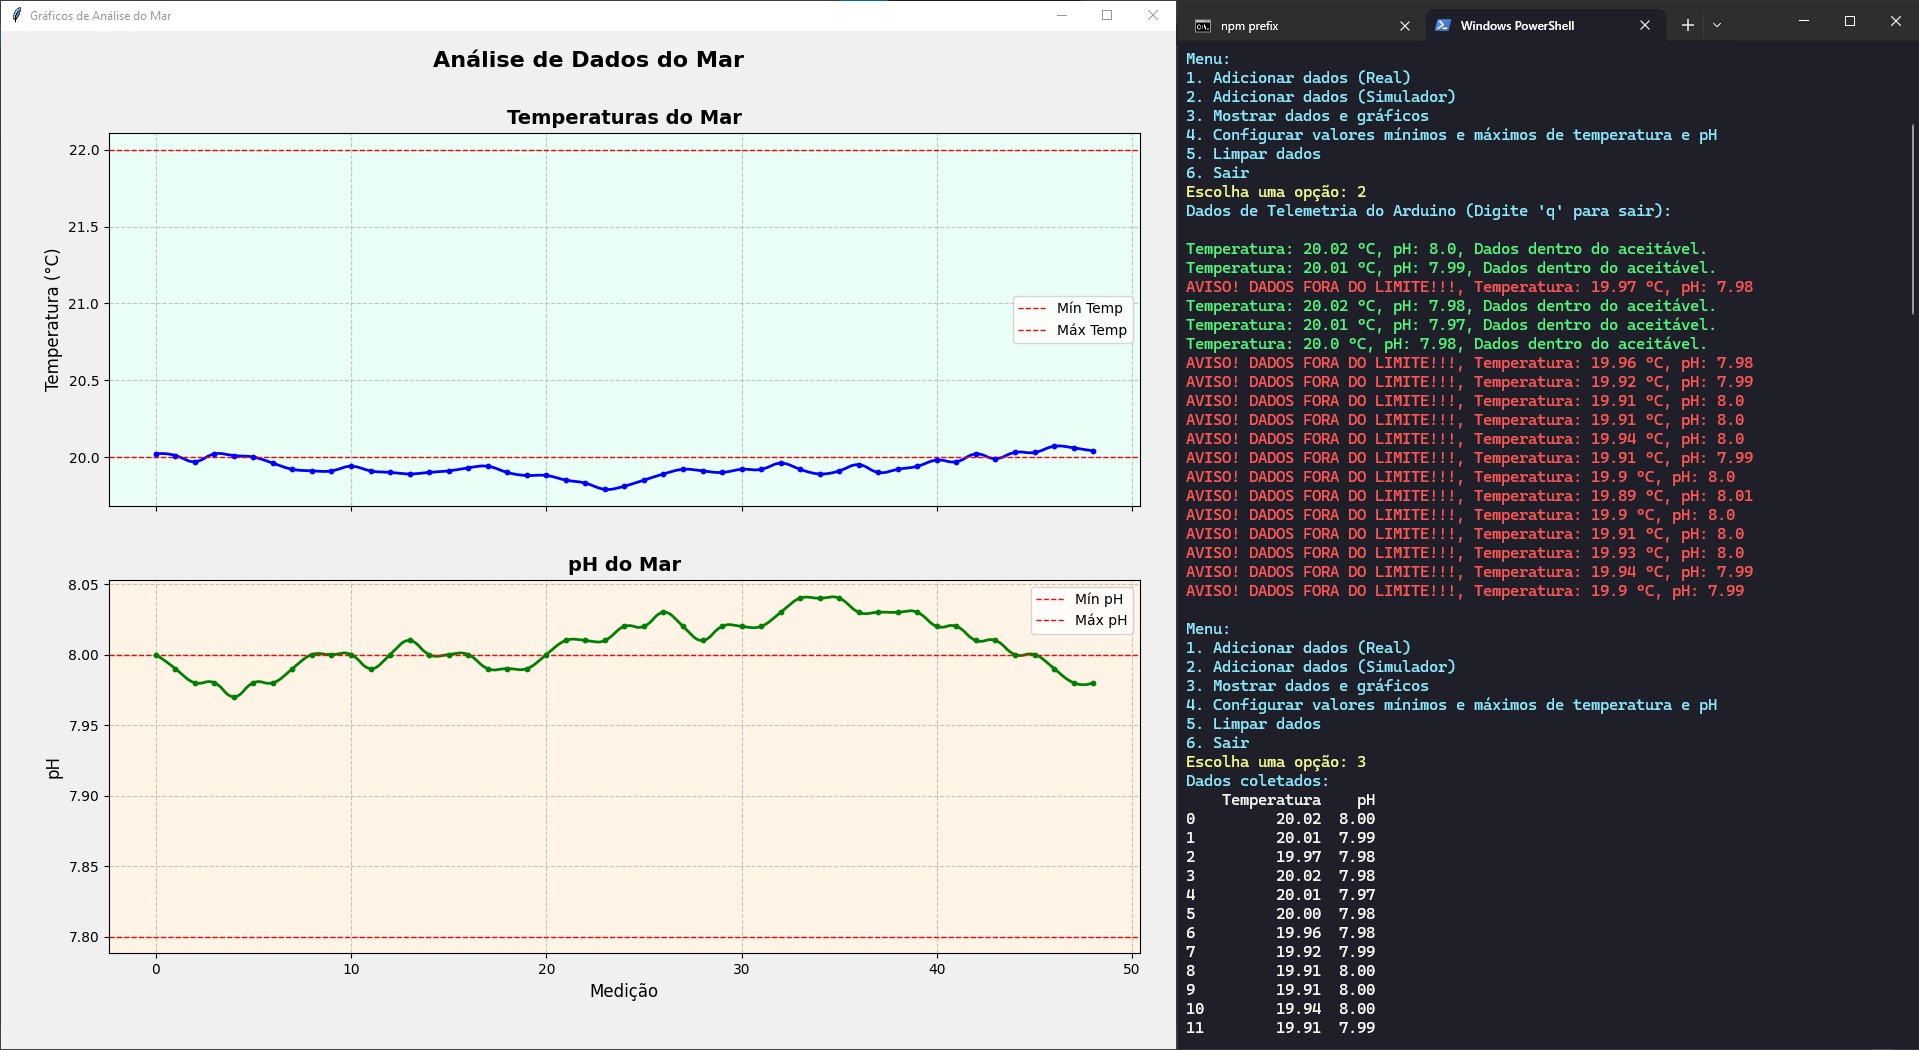 Gráficos de Análise do Mar
Análise de Dados do Mar
Temperaturas do Mar
22.0
21.5
21.0
20.5
20.0
Temperatura (°C)
Mín Temp
Máx Temp
pH do Mar
8.05
8.00
7.95
7.90
7.85
7.80
pH
Mín pH
Máx pH
0 10 20 30 40 50
Medição
npm prefix
Windows PowerShell
Menu:
1. Adicionar dados (Real)
2. Adicionar dados (Simulador)
3. Mostrar dados e gráficos
4. Configurar valores mínimos e máximos de temperatura e pH
5. Limpar dados
6. Sair
Escolha uma opção: 2
Dados de Telemetria do Arduino (Digite 'q' para sair):
Temperatura: 20.02 ºC, pH: 8.0, Dados dentro do aceitável.
Temperatura: 20.01 ºC, pH: 7.99, Dados dentro do aceitável.
AVISO! DADOS FORA DO LIMITE!!!, Temperatura: 19.97 ºC, pH: 7.98
Temperatura: 20.02 ºC, pH: 7.98, Dados dentro do aceitável.
Temperatura: 20.01 ºC, pH: 7.97, Dados dentro do aceitável.
Temperatura: 20.0 ºC, pH: 7.98, Dados dentro do aceitável.
AVISO! DADOS FORA DO LIMITE!!!, Temperatura: 19.96 ºC, pH: 7.98
AVISO! DADOS FORA DO LIMITE!!!, Temperatura: 19.92 ºC, pH: 7.99
AVISO! DADOS FORA DO LIMITE!!!, Temperatura: 19.91 ºC, pH: 8.0
AVISO! DADOS FORA DO LIMITE!!!, Temperatura: 19.91 ºC, pH: 8.0
AVISO! DADOS FORA DO LIMITE!!!, Temperatura: 19.94 ºC, pH: 8.0
AVISO! DADOS FORA DO LIMITE!!!, Temperatura: 19.91 ºC, pH: 7.99
AVISO! DADOS FORA DO LIMITE!!!, Temperatura: 19.9 ºC, pH: 8.0
AVISO! DADOS FORA DO LIMITE!!!, Temperatura: 19.89 ºC, pH: 8.01
AVISO! DADOS FORA DO LIMITE!!!, Temperatura: 19.9 ºC, pH: 8.0
AVISO! DADOS FORA DO LIMITE!!!, Temperatura: 19.91 ºC, pH: 8.0
AVISO! DADOS FORA DO LIMITE!!!, Temperatura: 19.93 ºC, pH: 8.0
AVISO! DADOS FORA DO LIMITE!!!, Temperatura: 19.94 ºC, pH: 7.99
AVISO! DADOS FORA DO LIMITE!!!, Temperatura: 19.9 ºC, pH: 7.99
Menu:
1. Adicionar dados (Real)
2. Adicionar dados (Simulador)
3. Mostrar dados e gráficos
4. Configurar valores mínimos e máximos de temperatura e pH
5. Limpar dados
6. Sair
Escolha uma opção: 3
Dados coletados:
Temperatura pH
0 20.02 8.00
1 20.01 7.99
2 19.97 7.98
3 20.02 7.98
4 20.01 7.97
5 20.00 7.98
6 19.96 7.98
7 19.92 7.99
8 19.91 8.00
9 19.91 8.00
10 19.94 8.00
11 19.91 7.99